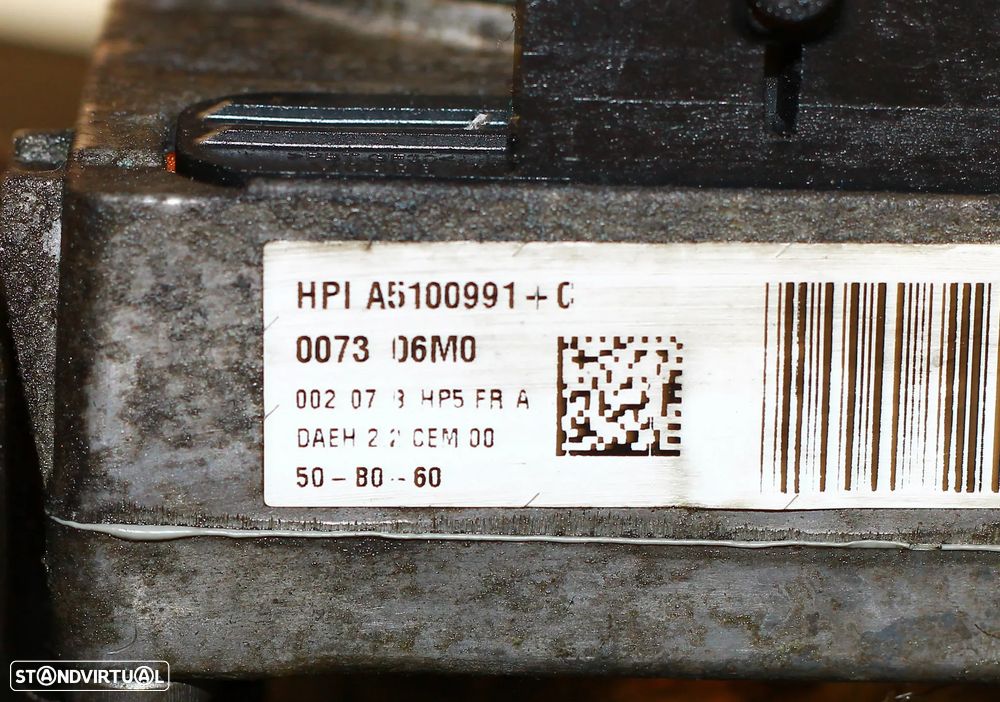 HPI A5100991+C
0073 06M0
002 07 HP5 FR A
DAEH 2 2 CEM 00
50-B0-60
STANDVIRTUAL